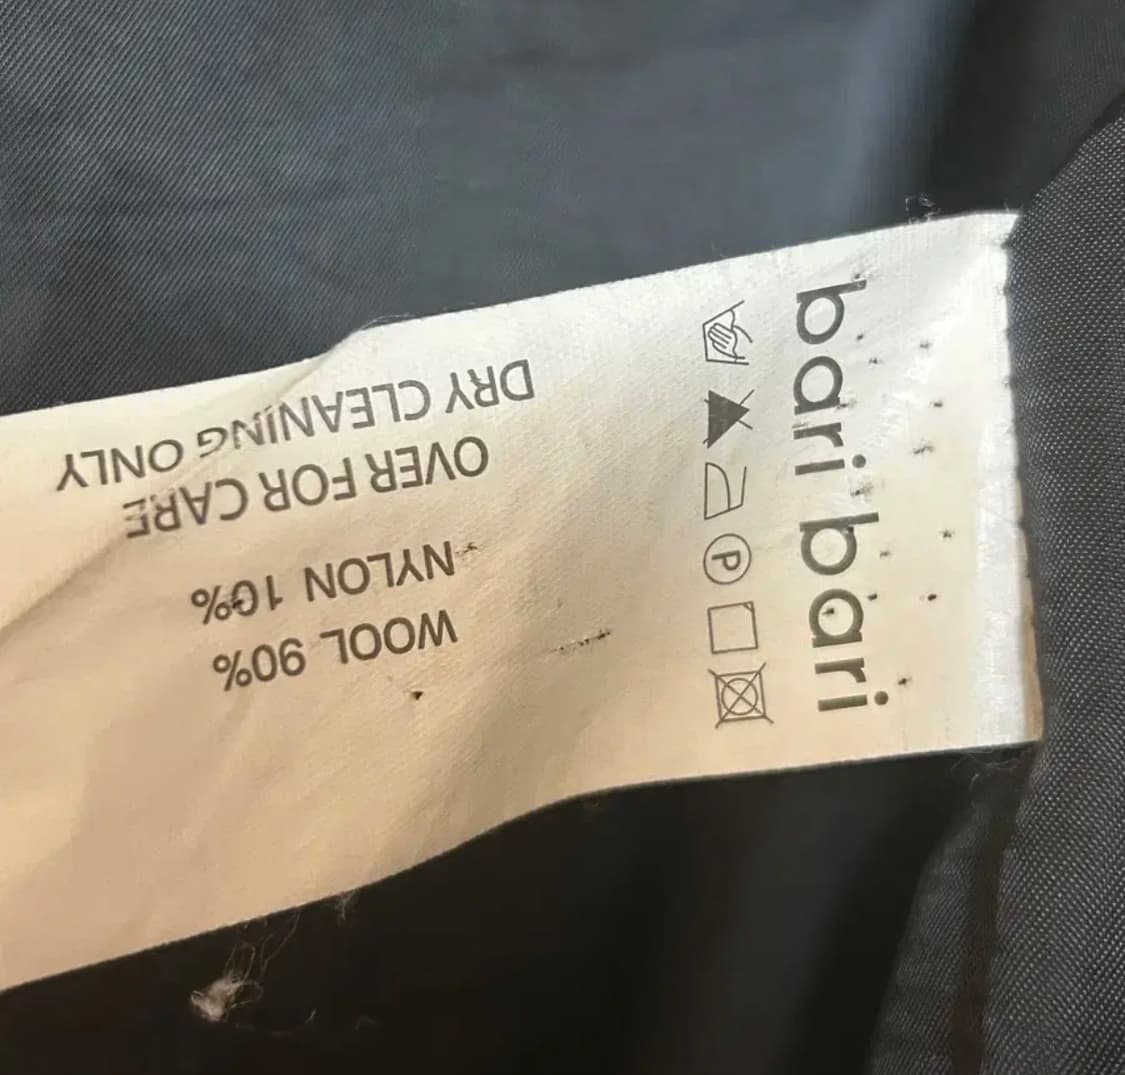 bari bari
P
WOOL 90%
NYLON 10%
OVER FOR CARE
DRY CLEANING ONLY